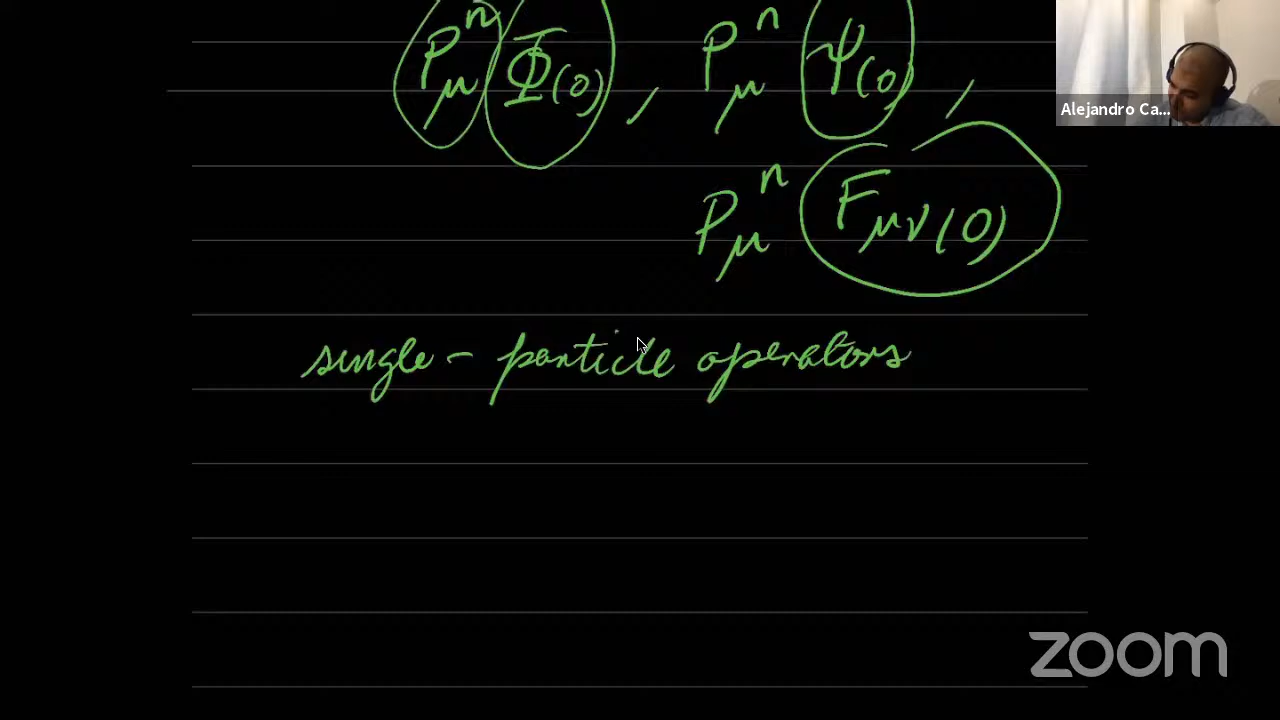 P_μ^n Φ(0), P_μ^n Ψ(0),
Alejandro Ca...
P_μ^n F_μν(0)
single - particle operators
zoom